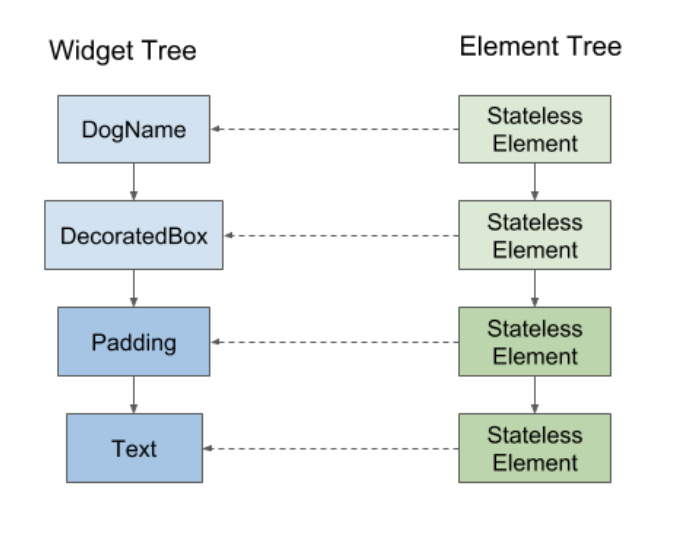 Widget Tree
Element Tree
DogName
Stateless
Element
DecoratedBox
Stateless
Element
Padding
Stateless
Element
Text
Stateless
Element